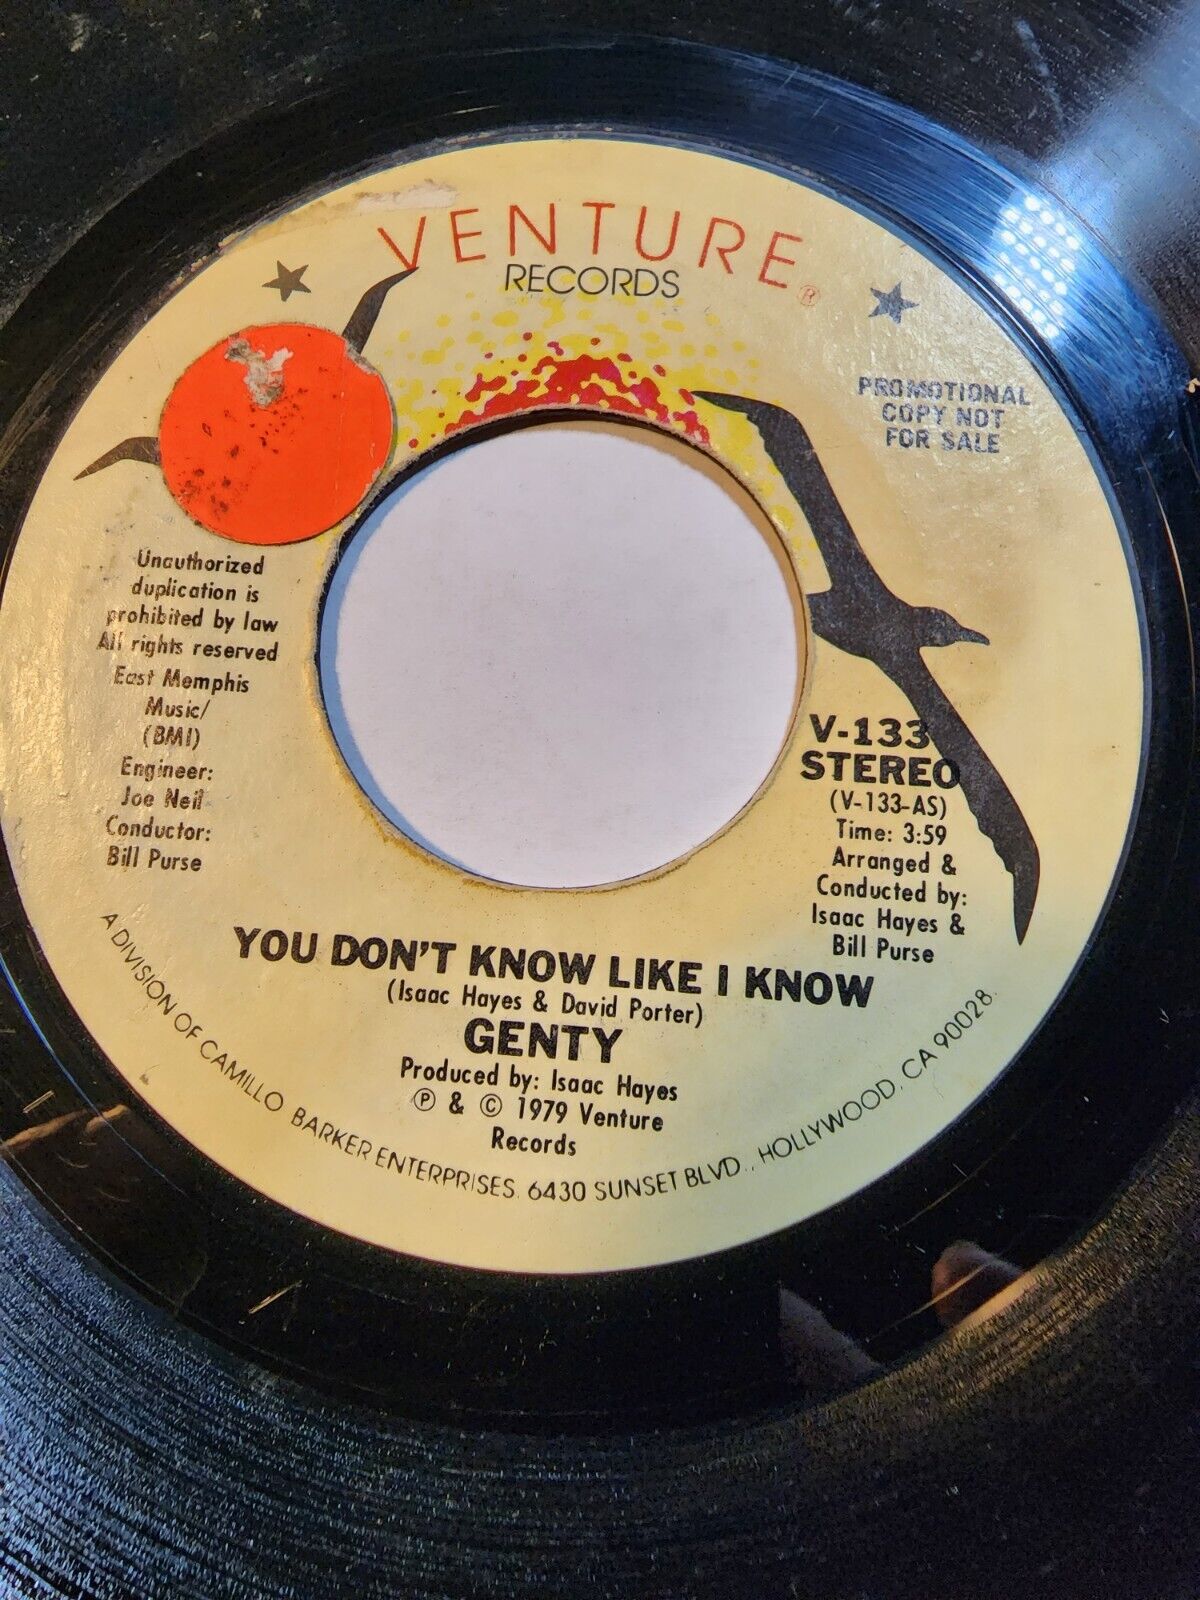 VENTURE®
RECORDS
PROMOTIONAL
COPY NOT
FOR SALE
Unauthorized
duplication is
prohibited by law
All rights reserved
East Memphis
Music/
(BMI)
Engineer:
Joe Neil
Conductor:
Bill Purse
V-133
STEREO
(V-133-AS)
Time: 3:59
Arranged &
Conducted by:
Isaac Hayes &
Bill Purse
YOU DON'T KNOW LIKE I KNOW
(Isaac Hayes & David Porter)
GENTY
Produced by: Isaac Hayes
℗ & © 1979 Venture
Records
A DIVISION OF CAMILLO BARKER ENTERPRISES, 6430 SUNSET BLVD., HOLLYWOOD, CA 90028